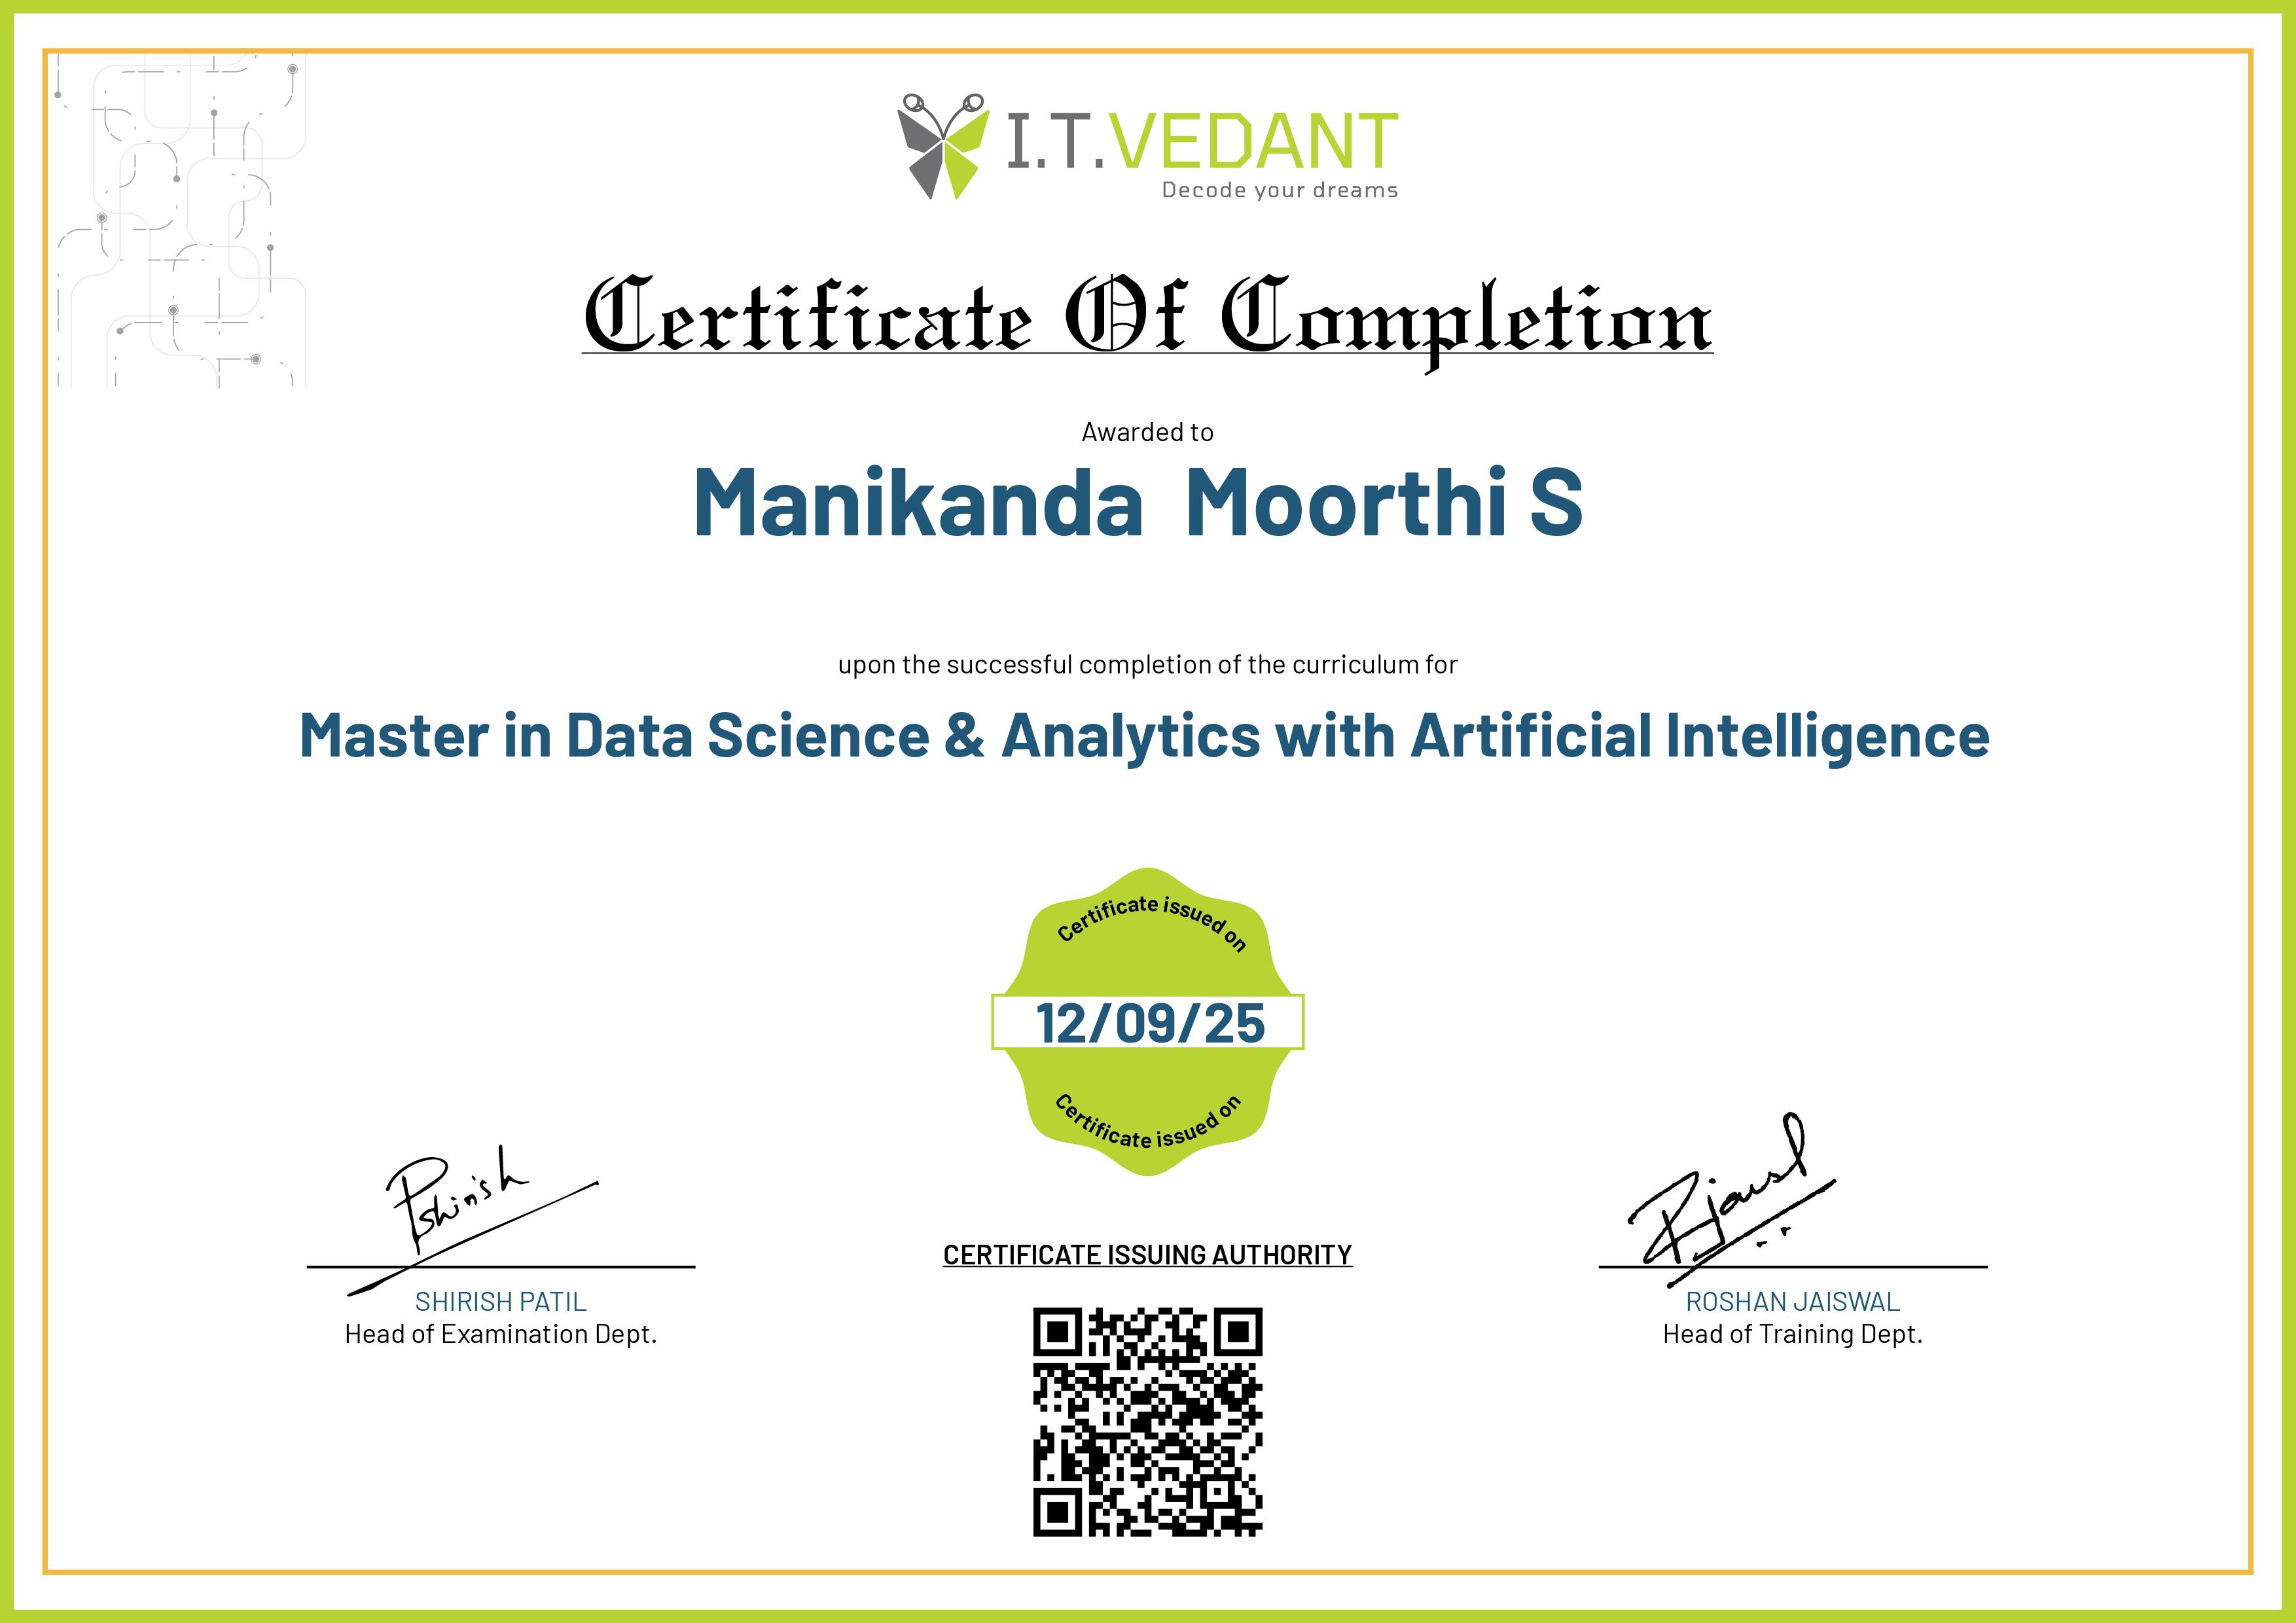 I.T.VEDANT
Decode your dreams
Certificate Of Completion
Awarded to
Manikanda Moorthi S
upon the successful completion of the curriculum for
Master in Data Science & Analytics with Artificial Intelligence
Certificate issued on
12/09/25
Certificate issued on
Pshirish
Rjaiswal
CERTIFICATE ISSUING AUTHORITY
SHIRISH PATIL
Head of Examination Dept.
ROSHAN JAISWAL
Head of Training Dept.